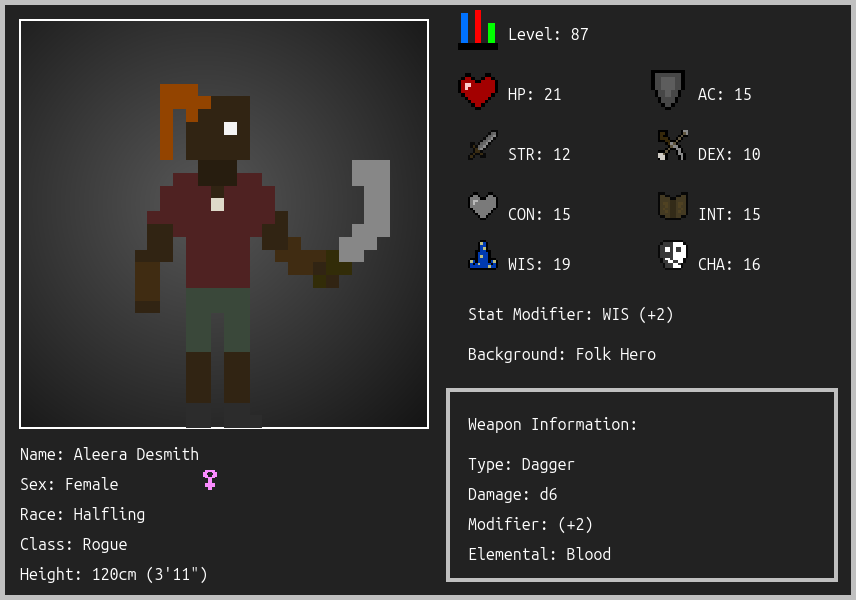 Level: 87
HP: 21
AC: 15
STR: 12
DEX: 10
CON: 15
INT: 15
WIS: 19
CHA: 16
Stat Modifier: WIS (+2)
Background: Folk Hero
Weapon Information:
Type: Dagger
Damage: d6
Modifier: (+2)
Elemental: Blood
Name: Aleera Desmith
Sex: Female
Race: Halfling
Class: Rogue
Height: 120cm (3'11")